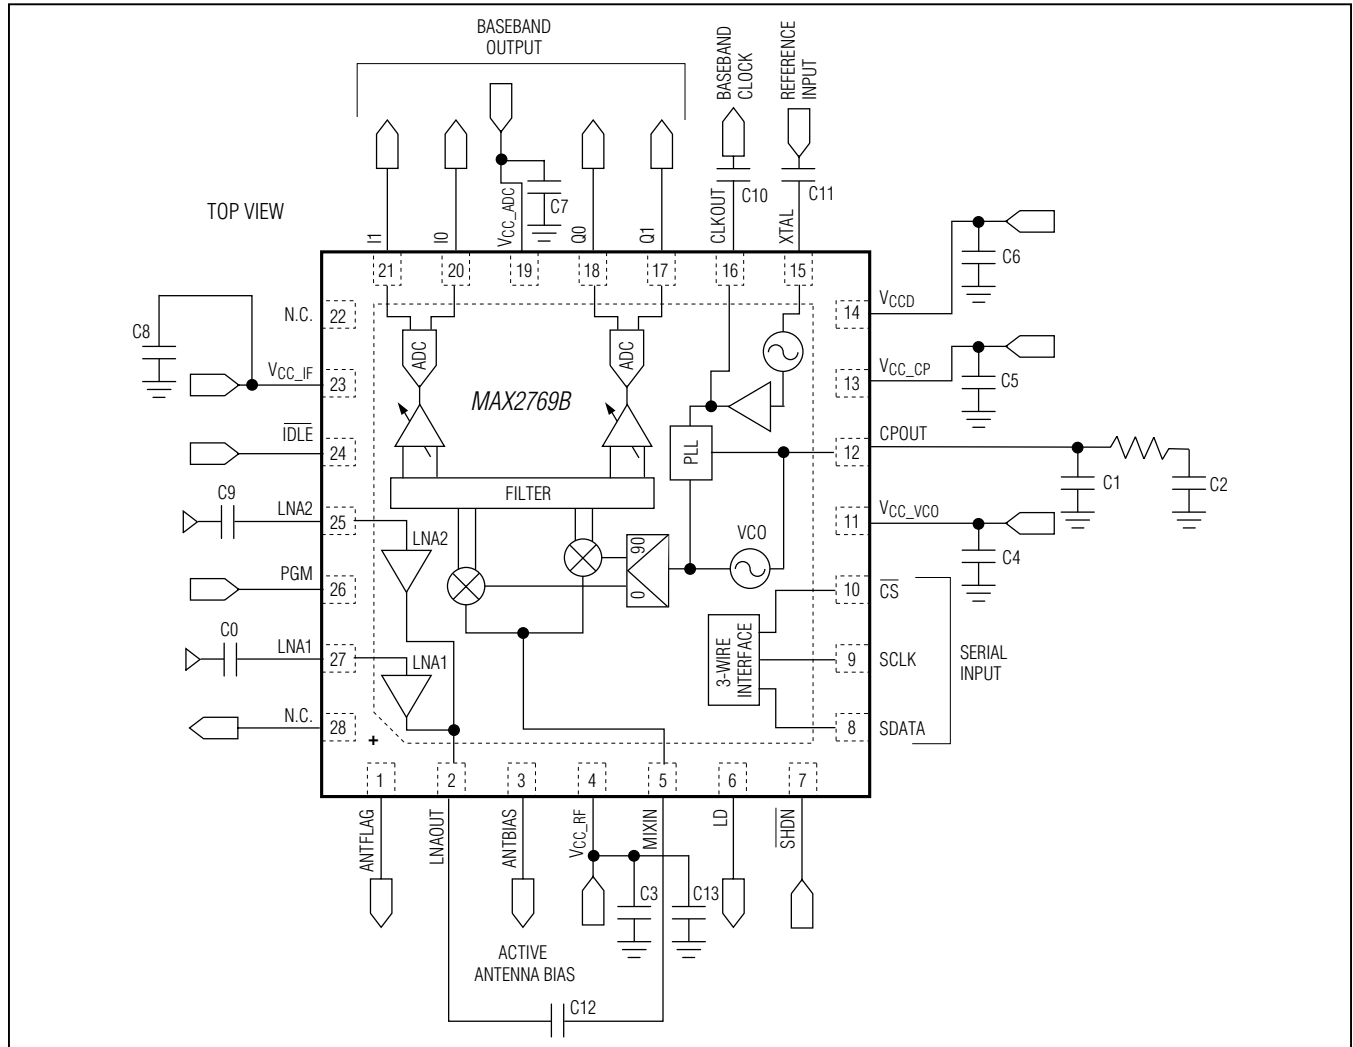 BASEBAND
OUTPUT
BASEBAND
CLOCK
REFERENCE
INPUT
TOP VIEW
I1
I0
VCC_ADC
C7
Q0
Q1
CLKOUT
C10
XTAL
C11
21
20
19
18
17
16
15
C6
N.C.
22
14
VCCD
C8
VCC_IF
23
ADC
ADC
MAX2769B
13
VCC_CP
C5
IDLE
24
PLL
12
CPOUT
C1
C2
FILTER
C9
LNA2
25
LNA2
VCO
11
VCC_VCO
C4
90
0
PGM
26
10
CS
C0
LNA1
27
LNA1
3-WIRE
INTERFACE
9
SCLK
SERIAL
INPUT
N.C.
28
+
8
SDATA
1
2
3
4
5
6
7
ANTFLAG
LNAOUT
ANTBIAS
VCC_RF
MIXIN
LD
SHDN
C3
C13
ACTIVE
ANTENNA BIAS
C12